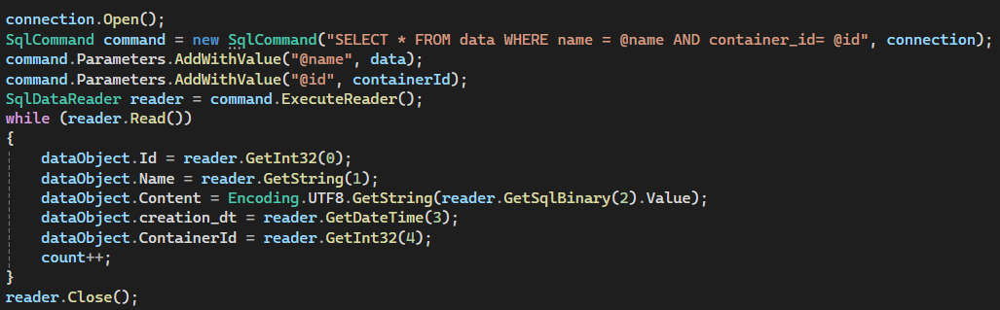 connection.Open();
SqlCommand command = new SqlCommand("SELECT * FROM data WHERE name = @name AND container_id= @id", connection);
command.Parameters.AddWithValue("@name", data);
command.Parameters.AddWithValue("@id", containerId);
SqlDataReader reader = command.ExecuteReader();
while (reader.Read())
{
    dataObject.Id = reader.GetInt32(0);
    dataObject.Name = reader.GetString(1);
    dataObject.Content = Encoding.UTF8.GetString(reader.GetSqlBinary(2).Value);
    dataObject.creation_dt = reader.GetDateTime(3);
    dataObject.ContainerId = reader.GetInt32(4);
    count++;
}
reader.Close();